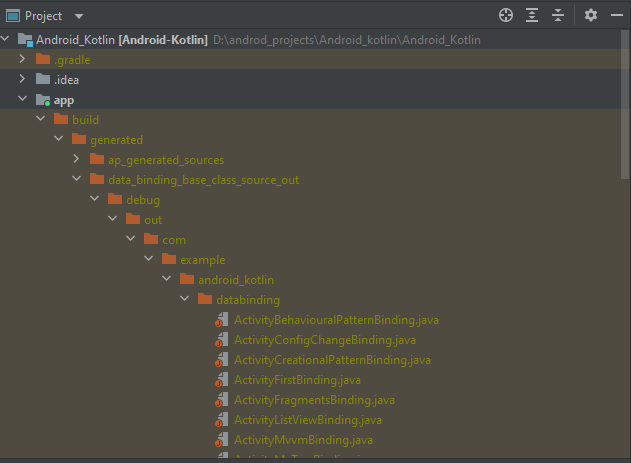 Project
Android_Kotlin [Android-Kotlin] D:\androd_projects\Android_kotlin\Android_Kotlin
.gradle
.idea
app
build
generated
ap_generated_sources
data_binding_base_class_source_out
debug
out
com
example
android_kotlin
databinding
ActivityBehaviouralPatternBinding.java
ActivityConfigChangeBinding.java
ActivityCreationalPatternBinding.java
ActivityFirstBinding.java
ActivityFragmentsBinding.java
ActivityListViewBinding.java
ActivityMvvmBinding.java